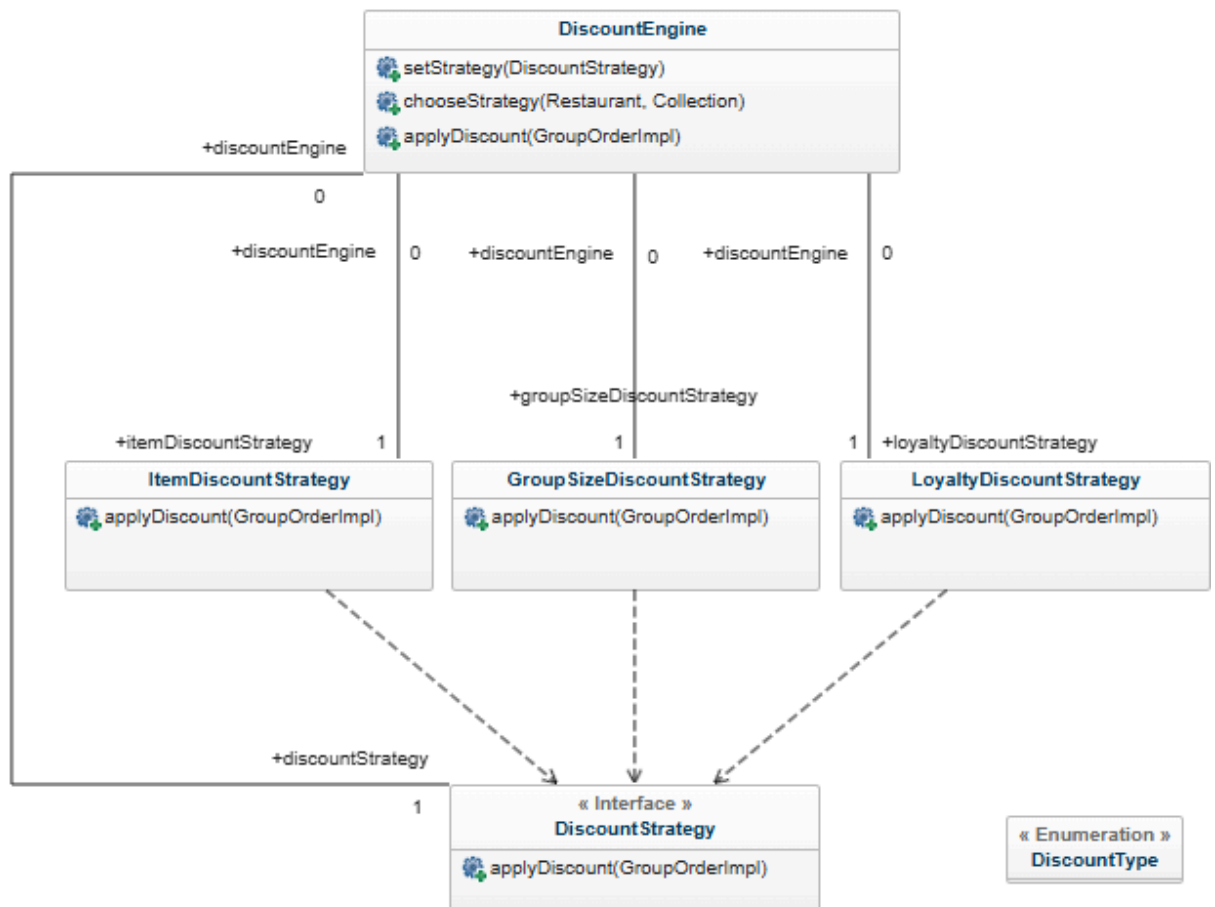 DiscountEngine
setStrategy(DiscountStrategy)
chooseStrategy(Restaurant, Collection)
applyDiscount(GroupOrderImpl)
+discountEngine
0
+discountEngine
0
+discountEngine
0
+discountEngine
0
+groupSizeDiscountStrategy
+itemDiscountStrategy
1
1
1
+loyaltyDiscountStrategy
ItemDiscountStrategy
applyDiscount(GroupOrderImpl)
GroupSizeDiscountStrategy
applyDiscount(GroupOrderImpl)
LoyaltyDiscountStrategy
applyDiscount(GroupOrderImpl)
+discountStrategy
1
« Interface »
DiscountStrategy
applyDiscount(GroupOrderImpl)
« Enumeration »
DiscountType